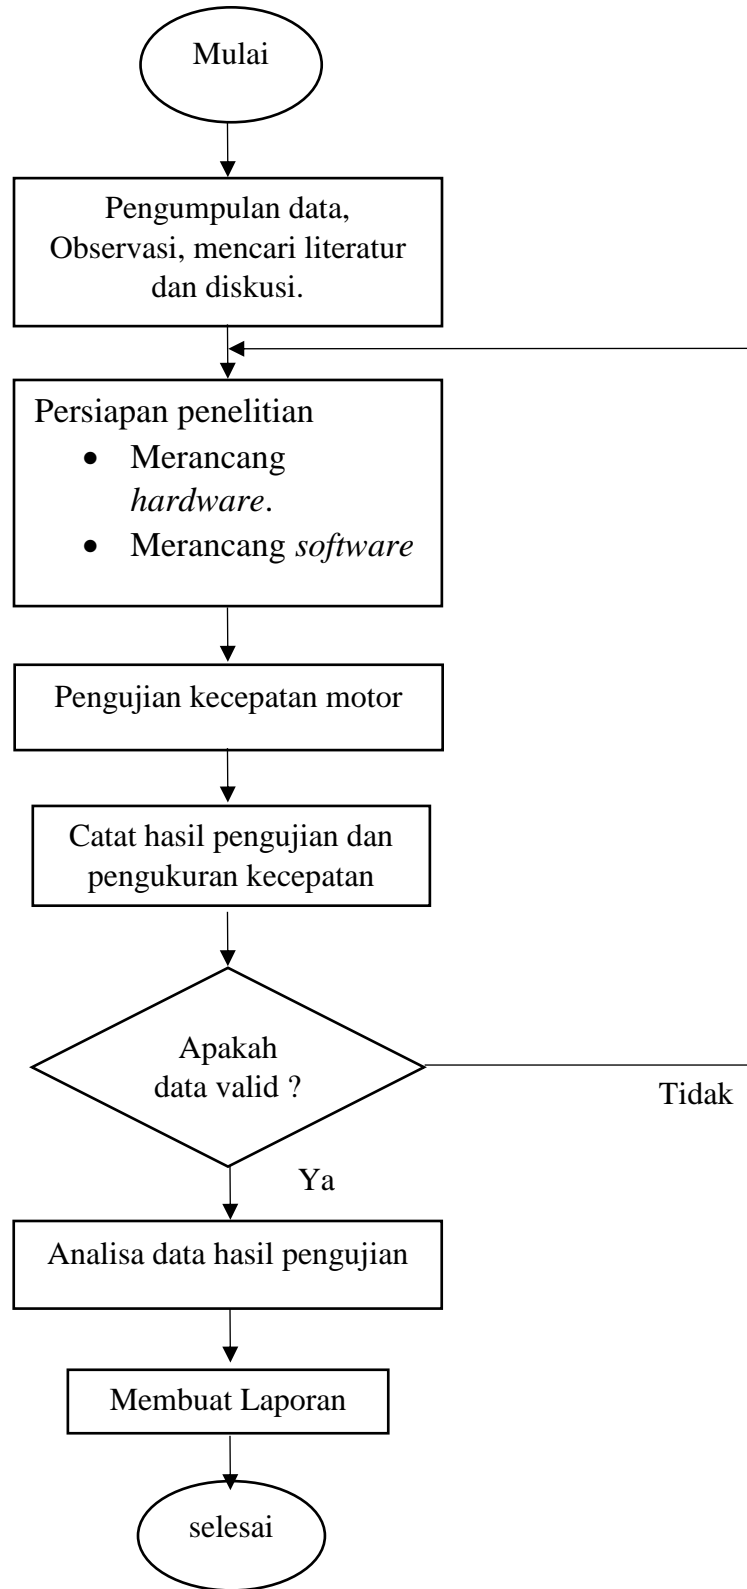 Mulai
Pengumpulan data,
Observasi, mencari literatur
dan diskusi.
Persiapan penelitian
• Merancang
hardware.
• Merancang software
Pengujian kecepatan motor
Catat hasil pengujian dan
pengukuran kecepatan
Apakah
data valid ?
Tidak
Ya
Analisa data hasil pengujian
Membuat Laporan
selesai